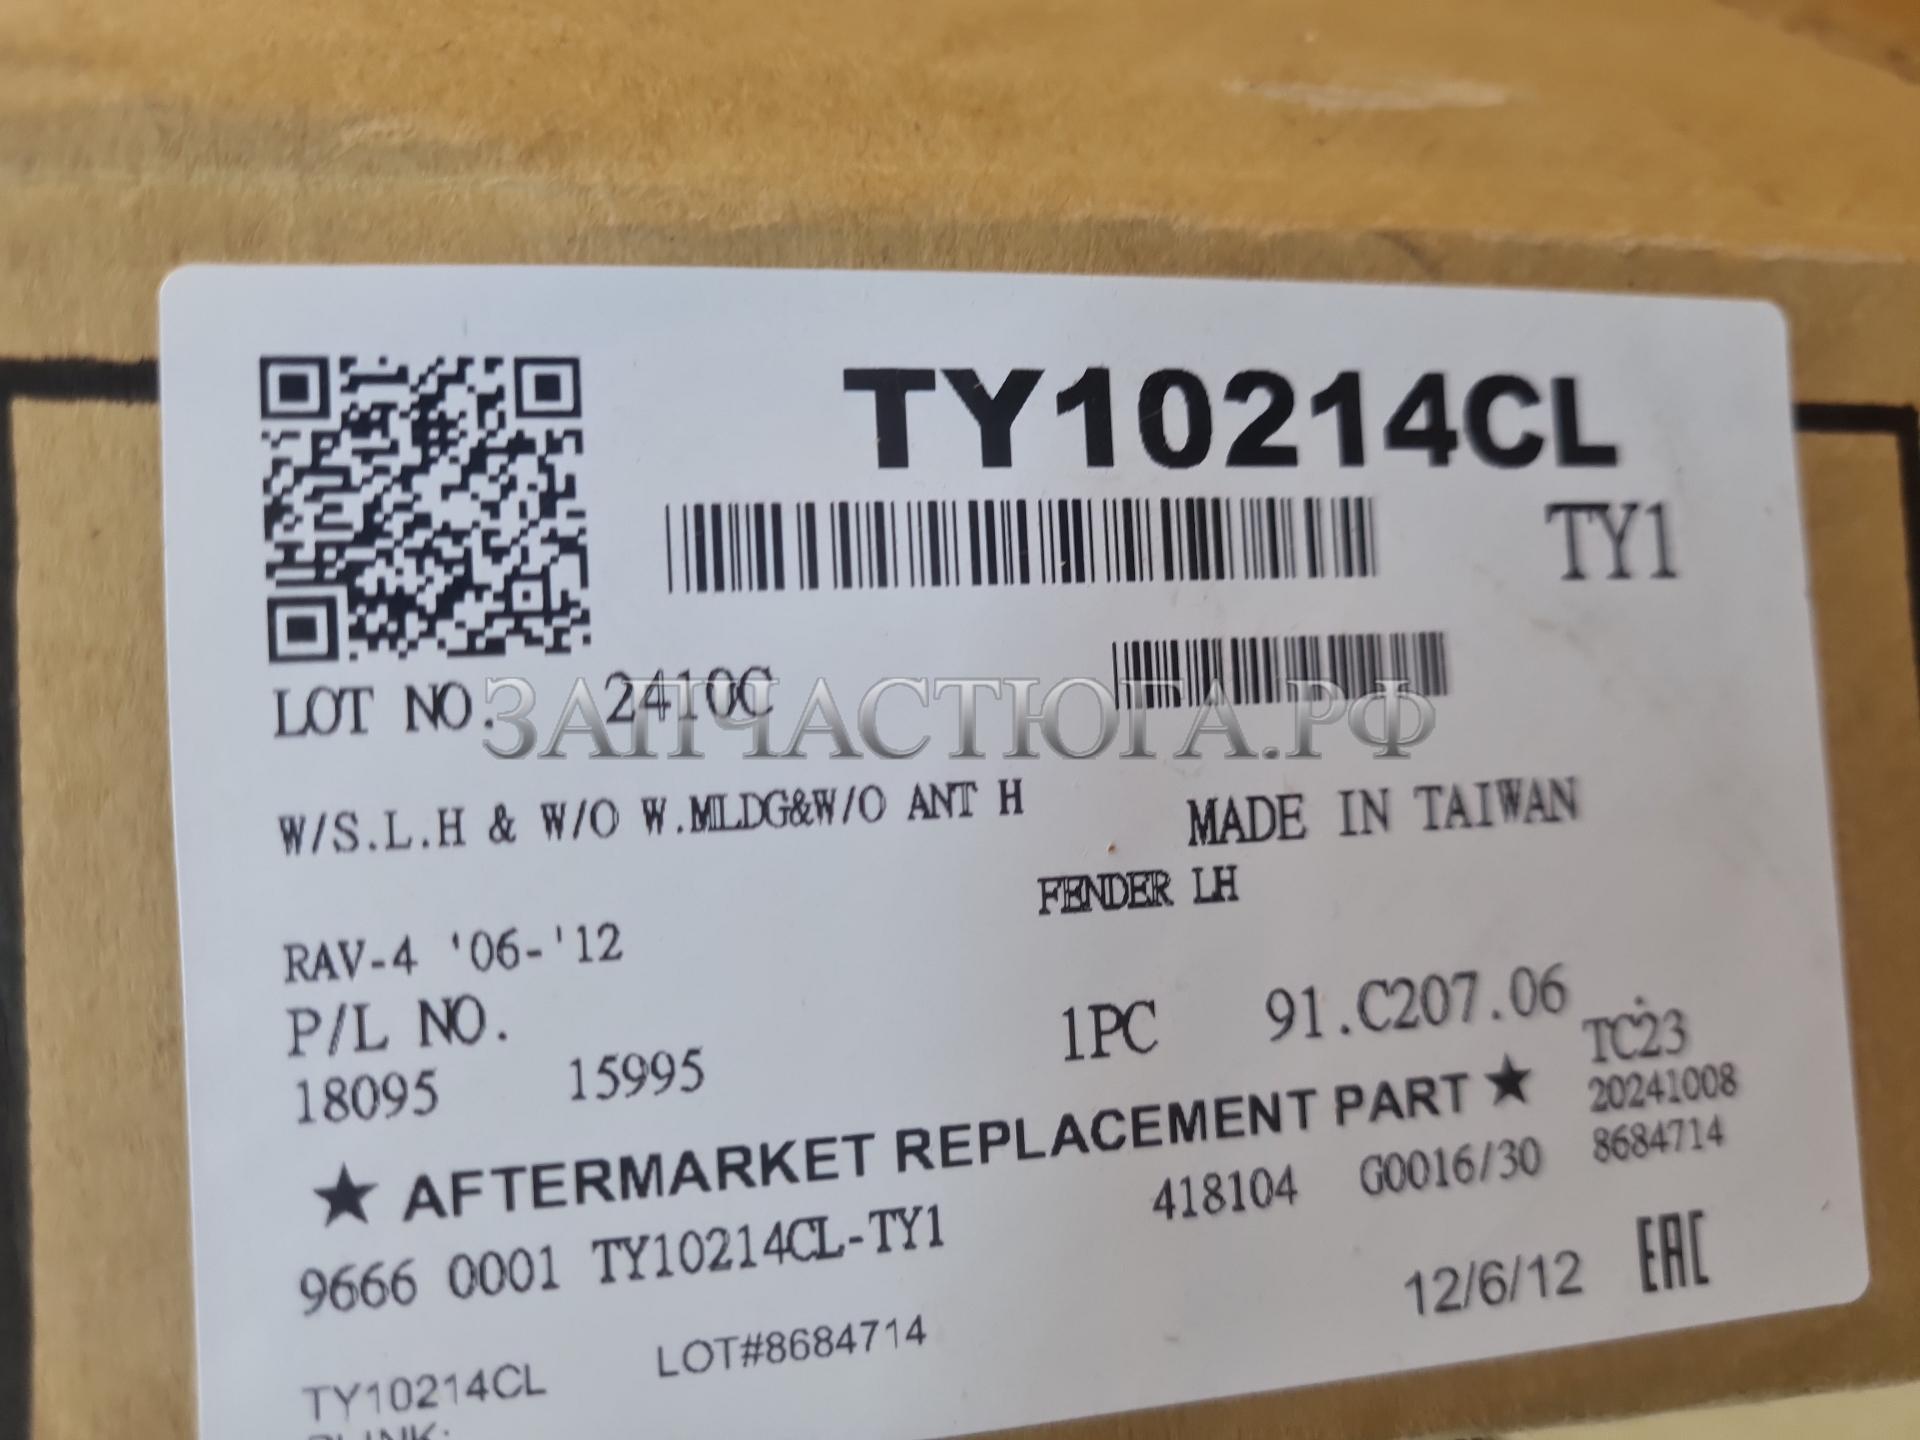 TY10214CL
TY1
LOT NO. 2410C
ЗАПЧАСТЮГА.РФ
W/S.L.H & W/O W.MLDG&W/O ANT H
MADE IN TAIWAN
FENDER LH
RAV-4 '06-'12
P/L NO.
1PC 91.C207.06
TC23
18095 15995
20241008
★ AFTERMARKET REPLACEMENT PART ★
8684714
9666 0001 TY10214CL-TY1 418104 G0016/30
12/6/12 EAC
TY10214CL LOT#8684714